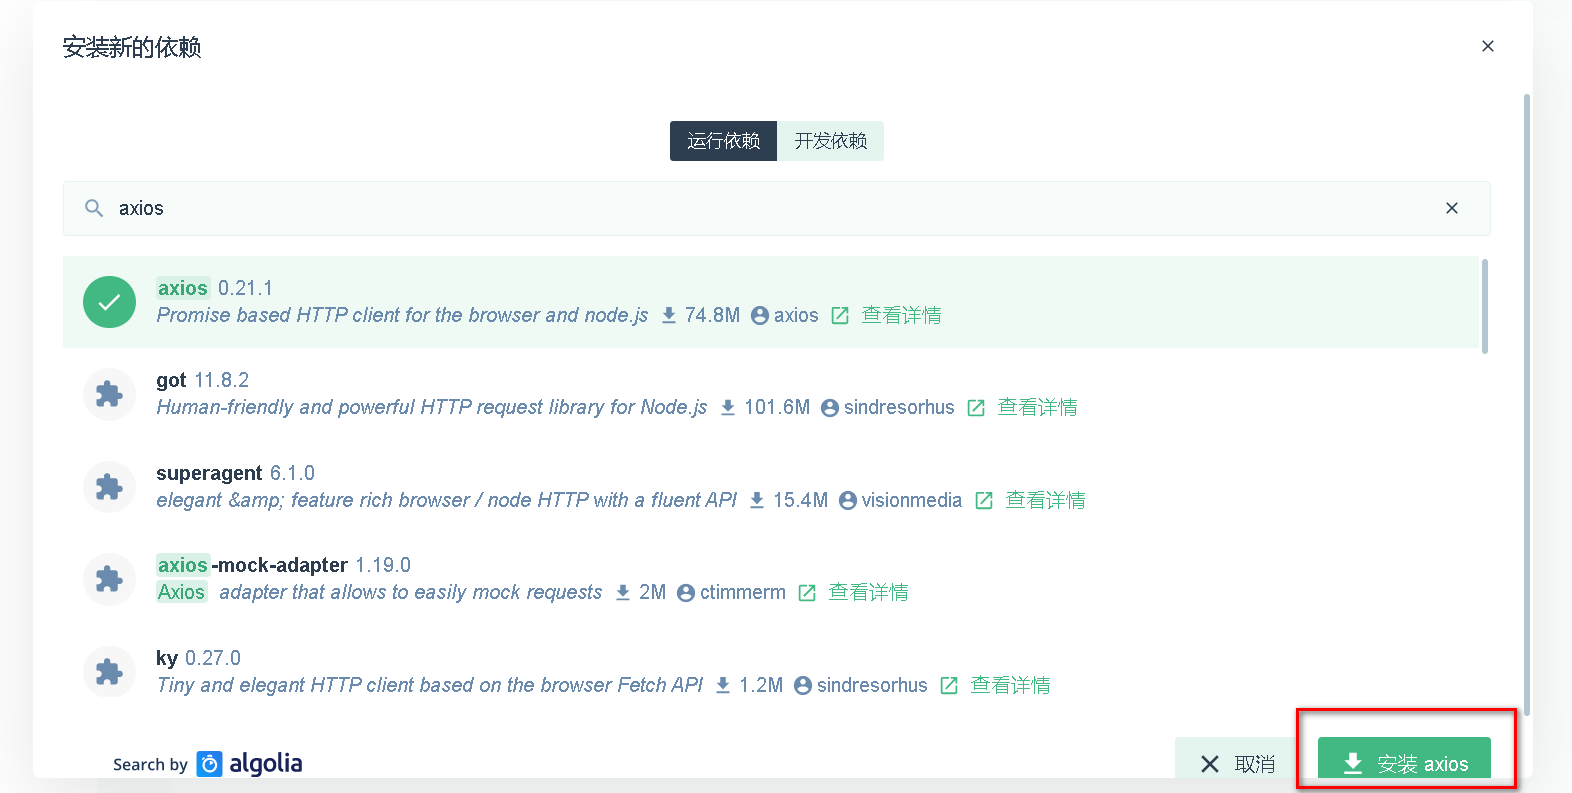 安装新的依赖
运行依赖 开发依赖
axios
axios 0.21.1
Promise based HTTP client for the browser and node.js 74.8M axios 查看详情
got 11.8.2
Human-friendly and powerful HTTP request library for Node.js 101.6M sindresorhus 查看详情
superagent 6.1.0
elegant &amp; feature rich browser / node HTTP with a fluent API 15.4M visionmedia 查看详情
axios-mock-adapter 1.19.0
Axios adapter that allows to easily mock requests 2M ctimmerm 查看详情
ky 0.27.0
Tiny and elegant HTTP client based on the browser Fetch API 1.2M sindresorhus 查看详情
Search by algolia 取消 安装 axios